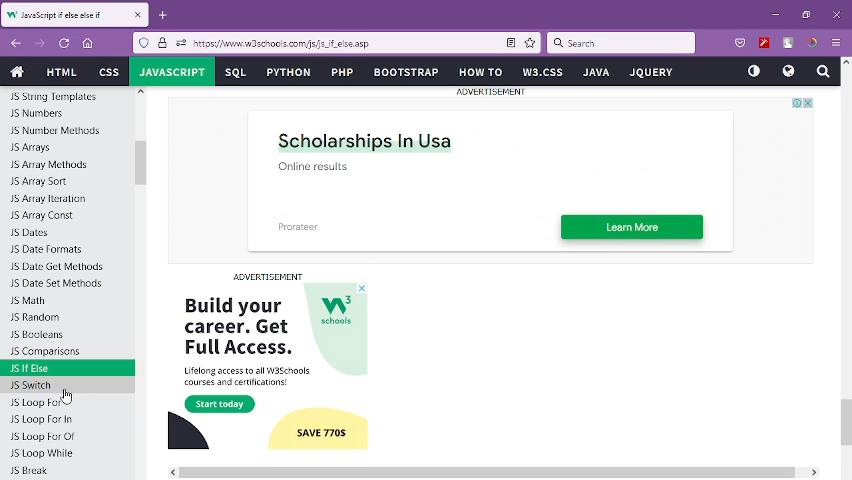 JavaScript if else else if
https://www.w3schools.com/js/js_if_else.asp
Search
HTML
CSS
JAVASCRIPT
SQL
PYTHON
PHP
BOOTSTRAP
HOW TO
W3.CSS
JAVA
JQUERY
JS String Templates
JS Numbers
JS Number Methods
JS Arrays
JS Array Methods
JS Array Sort
JS Array Iteration
JS Array Const
JS Dates
JS Date Formats
JS Date Get Methods
JS Date Set Methods
JS Math
JS Random
JS Booleans
JS Comparisons
JS If Else
JS Switch
JS Loop For
JS Loop For In
JS Loop For Of
JS Loop While
JS Break
ADVERTISEMENT
Scholarships In Usa
Online results
Prorateer
Learn More
ADVERTISEMENT
Build your
career. Get
Full Access.
W3
schools
Lifelong access to all W3Schools
courses and certifications!
Start today
SAVE 770$